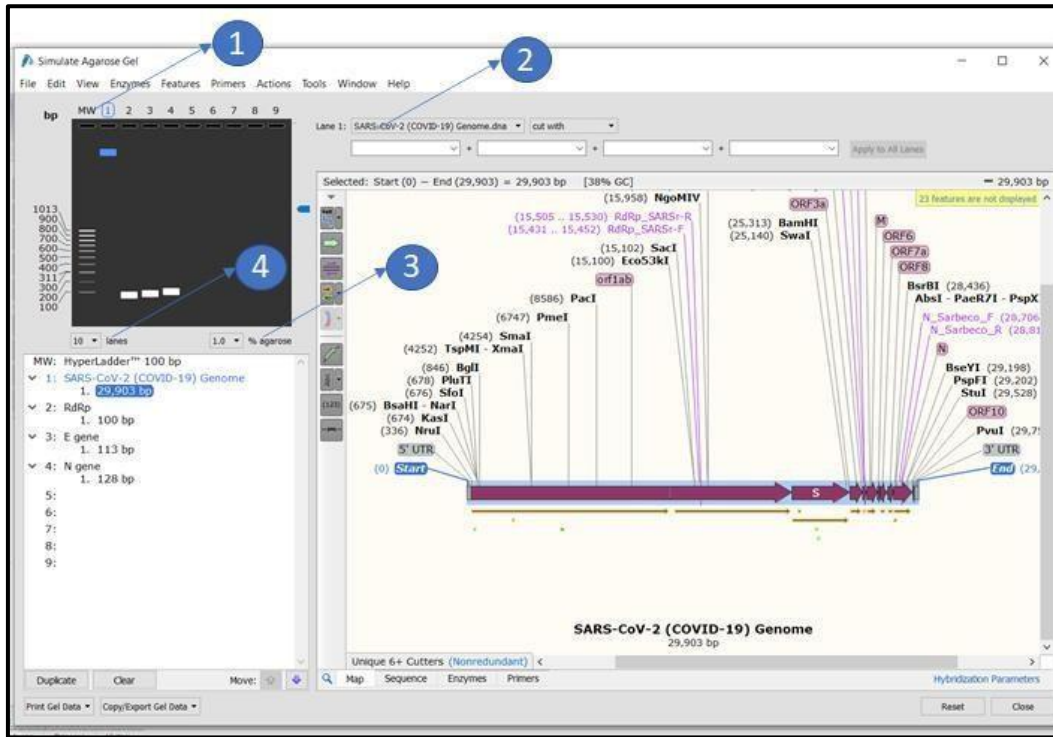 1
2
Simulate Agarose Gel
File Edit View Enzymes Features Primers Actions Tools Window Help
bp
MW 1 2 3 4 5 6 7 8 9
Lane 1: SARS-CoV-2 (COVID-19) Genome.dna cut with
+ + +
Apply to All Lanes
Selected: Start (0) – End (29,903) = 29,903 bp [38% GC]
29,903 bp
23 features are not displayed
1013
900
800
700
600
500
400
311
300
200
100
4
3
10 lanes
1.0 % agarose
MW: HyperLadder™ 100 bp
1: SARS-CoV-2 (COVID-19) Genome
1. 29,903 bp
2: RdRp
1. 100 bp
3: E gene
1. 113 bp
4: N gene
1. 128 bp
5:
6:
7:
8:
9:
(15,958) NgoMIV
(15,505 .. 15,530) RdRp_SARSr-R
(15,431 .. 15,452) RdRp_SARSr-F
(15,102) SacI
(15,100) Eco53kI
orf1ab
(8586) PacI
(6747) PmeI
(4254) SmaI
(4252) TspMI - XmaI
(846) BglI
(678) PluTI
(676) SfoI
(675) BsaHI - NarI
(674) KasI
(336) NruI
5' UTR
(0) Start
ORF3a
(25,313) BamHI
(25,140) SwaI
M
ORF6
ORF7a
ORF8
BsrBI (28,436)
AbsI - PaeR7I - PspX
N_Sarbeco_F (28,706
N_Sarbeco_R (28,81
N
BseYI (29,198)
PspFI (29,202)
StuI (29,528)
ORF10
PvuI (29,7
3' UTR
End (29,
S
SARS-CoV-2 (COVID-19) Genome
29,903 bp
Unique 6+ Cutters (Nonredundant)
Duplicate Clear Move:
Map Sequence Enzymes Primers
Hybridization Parameters
Print Gel Data Copy/Export Gel Data
Reset Close